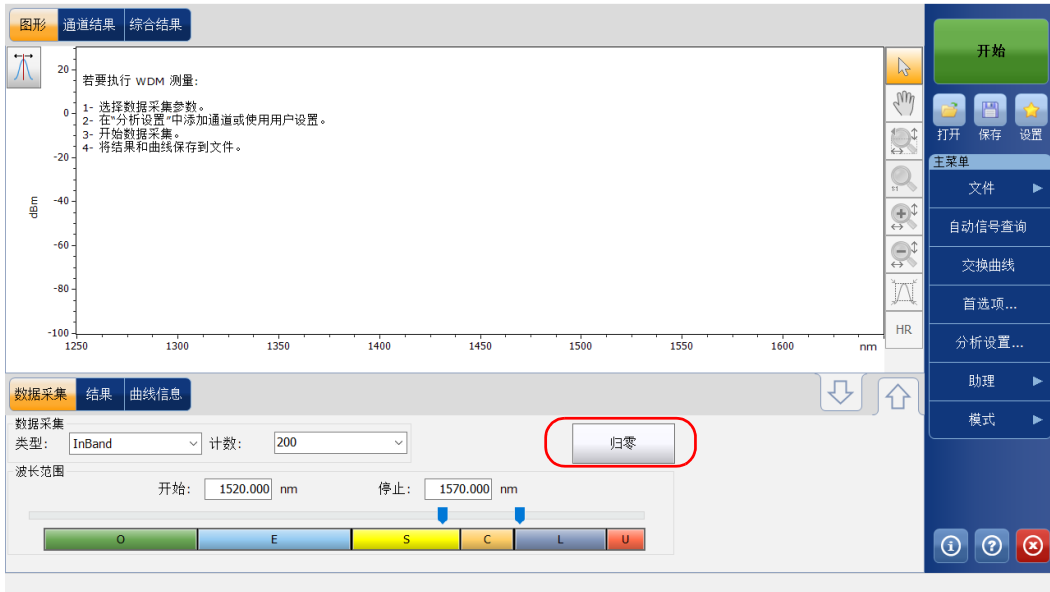 图形 通道结果 综合结果
若要执行 WDM 测量:
1- 选择数据采集参数。
2- 在“分析设置”中添加通道或使用用户设置。
3- 开始数据采集。
4- 将结果和曲线保存到文件。
dBm
20
0
-20
-40
-60
-80
-100
1250 1300 1350 1400 1450 1500 1550 1600 nm
1:1
HR
数据采集 结果 曲线信息
数据采集
类型: InBand 计数: 200
归零
波长范围
开始: 1520.000 nm 停止: 1570.000 nm
O E S C L U
开始
打开 保存 设置
主菜单
文件
自动信号查询
交换曲线
首选项...
分析设置...
助理
模式